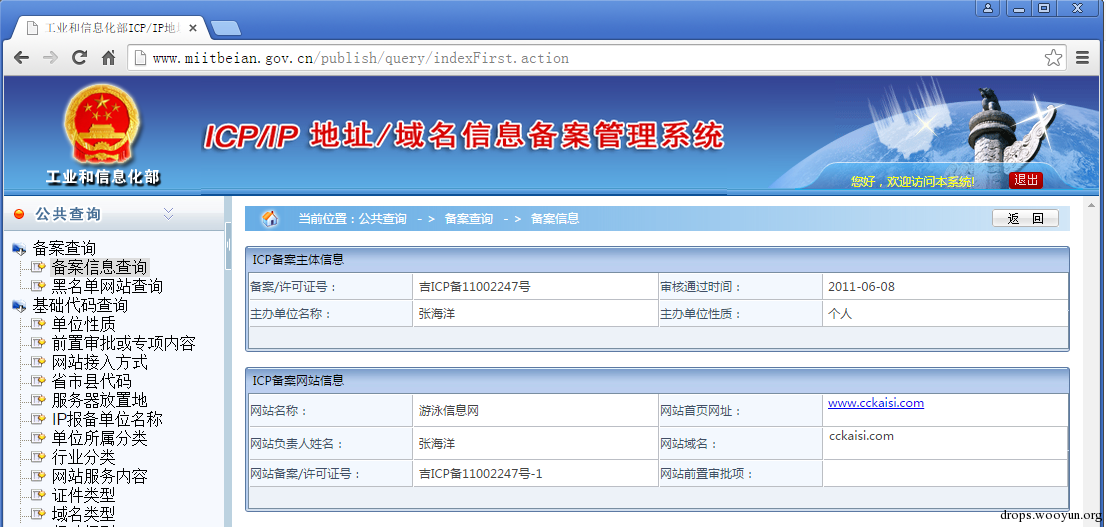 工业和信息化部ICP/IP地
www.miitbeian.gov.cn/publish/query/indexFirst.action
ICP/IP 地址/域名信息备案管理系统
工业和信息化部
您好，欢迎访问本系统!
退出
公共查询
备案查询
备案信息查询
黑名单网站查询
基础代码查询
单位性质
前置审批或专项内容
网站接入方式
省市县代码
服务器放置地
IP报备单位名称
单位所属分类
行业分类
网站服务内容
证件类型
域名类型
当前位置：公共查询 -> 备案查询 -> 备案信息
返 回
ICP备案主体信息
备案/许可证号： 吉ICP备11002247号 审核通过时间： 2011-06-08
主办单位名称： 张海洋 主办单位性质： 个人
ICP备案网站信息
网站名称： 游泳信息网 网站首页网址： www.cckaisi.com
网站负责人姓名： 张海洋 网站域名： cckaisi.com
网站备案/许可证号： 吉ICP备11002247号-1 网站前置审批项：
drops.wooyun.org